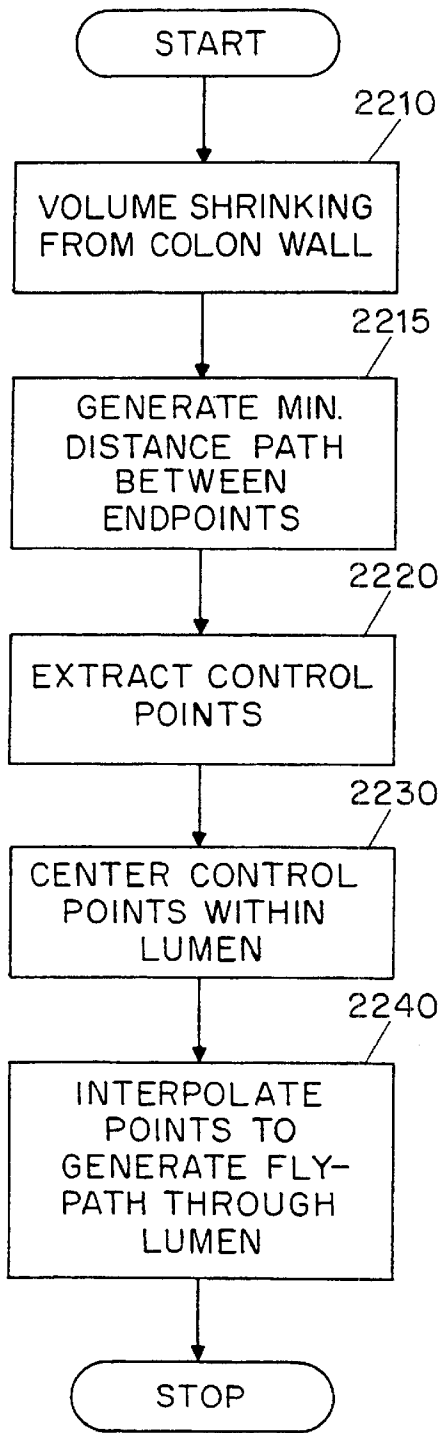 START
2210
VOLUME SHRINKING
FROM COLON WALL
2215
GENERATE MIN.
DISTANCE PATH
BETWEEN
ENDPOINTS
2220
EXTRACT CONTROL
POINTS
2230
CENTER CONTROL
POINTS WITHIN
LUMEN
2240
INTERPOLATE
POINTS TO
GENERATE FLY-
PATH THROUGH
LUMEN
STOP